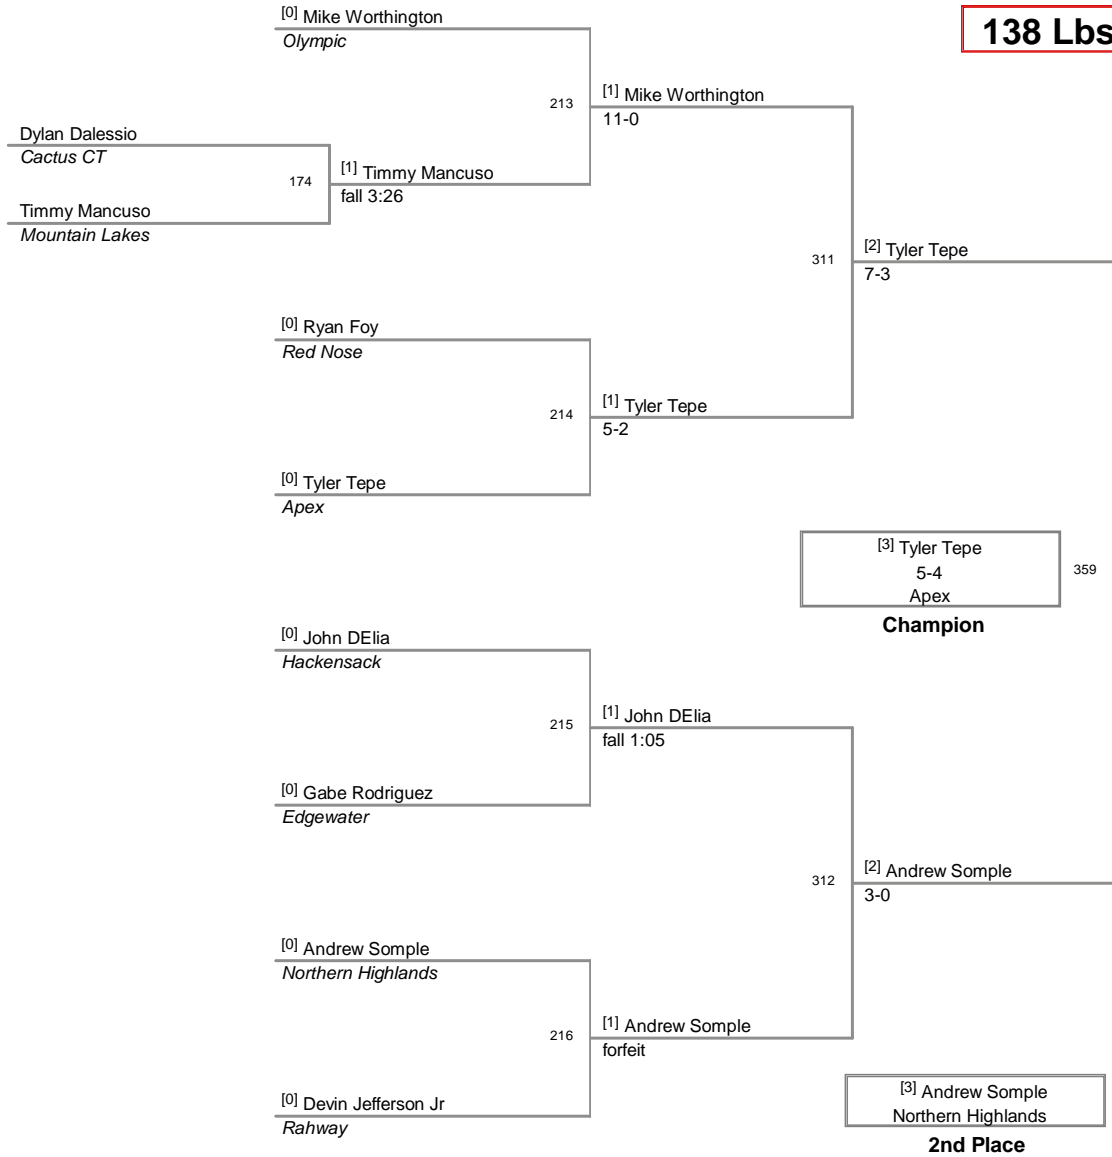 [0] Mike Worthington
Olympic
138 Lbs
213
[1] Mike Worthington
11-0
Dylan Dalessio
Cactus CT
174
[1] Timmy Mancuso
fall 3:26
Timmy Mancuso
Mountain Lakes
311
[2] Tyler Tepe
7-3
[0] Ryan Foy
Red Nose
214
[1] Tyler Tepe
5-2
[0] Tyler Tepe
Apex
[3] Tyler Tepe
5-4
Apex
359
Champion
[0] John DElia
Hackensack
215
[1] John DElia
fall 1:05
[0] Gabe Rodriguez
Edgewater
312
[2] Andrew Somple
3-0
[0] Andrew Somple
Northern Highlands
216
[1] Andrew Somple
forfeit
[0] Devin Jefferson Jr
Rahway
[3] Andrew Somple
Northern Highlands
2nd Place